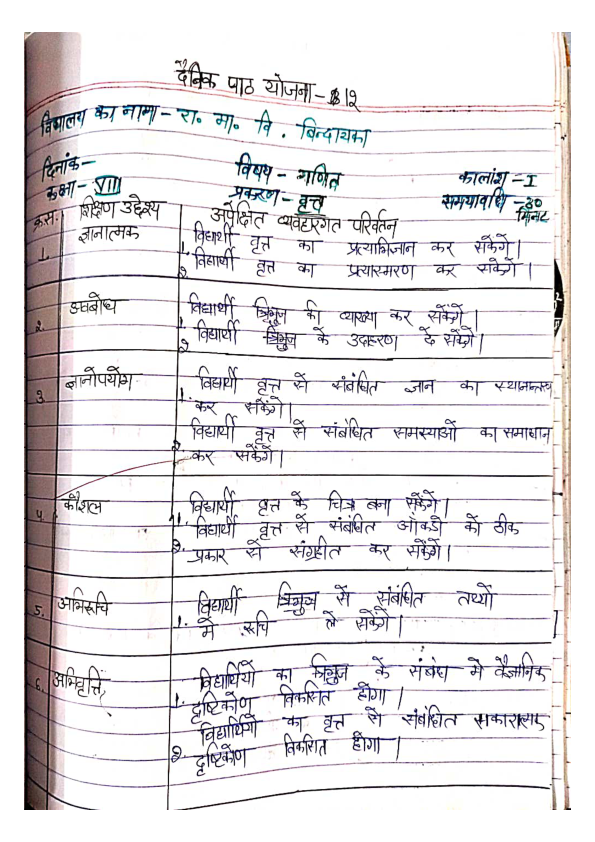 दैनिक पाठ योजना - 12
विद्यालय का नामा - रा. मा. वि. विन्दायका
दिनांक -
विषय - गणित
कालांश - I
कक्षा - VIII
प्रकरण - वृत्त
समयावधि - 30 मिनट
क्र.स. शिक्षण उद्देश्य अपेक्षित व्यवहारगत परिवर्तन
1. ज्ञानात्मक 1. विद्यार्थी वृत्त का प्रत्याभिज्ञान कर सकेंगे।
2. विद्यार्थी वृत्त का प्रत्यास्मरण कर सकेंगे।
2. अवबोध 1. विद्यार्थी त्रिभुज की व्याख्या कर सकेंगे।
2. विद्यार्थी त्रिभुज के उदाहरण दे सकेंगे।
3. ज्ञानोपयोग 1. विद्यार्थी वृत्त से संबंधित ज्ञान का
कर सकेंगे।
2. विद्यार्थी वृत्त से संबंधित समस्याओं का समाधान
कर सकेंगे।
4. कौशल 1. विद्यार्थी वृत्त के चित्र बना सकेंगे।
2. विद्यार्थी वृत्त से संबंधित आंकडो को ठीक
प्रकार से संग्रहीत कर सकेंगे।
5. अभिरूचि 1. विद्यार्थी त्रिभुज से संबंधित तथ्यों
मे रूचि ले सकेंगे।
6. अभिवृत्ति 1. विद्यार्थियों का त्रिभुज के संबंध मे वैज्ञानिक
दृष्टिकोण विकसित होगा।
2. विद्यार्थियों का वृत्त से संबंधित सकारात्मक
दृष्टिकोण विकसित होगा।